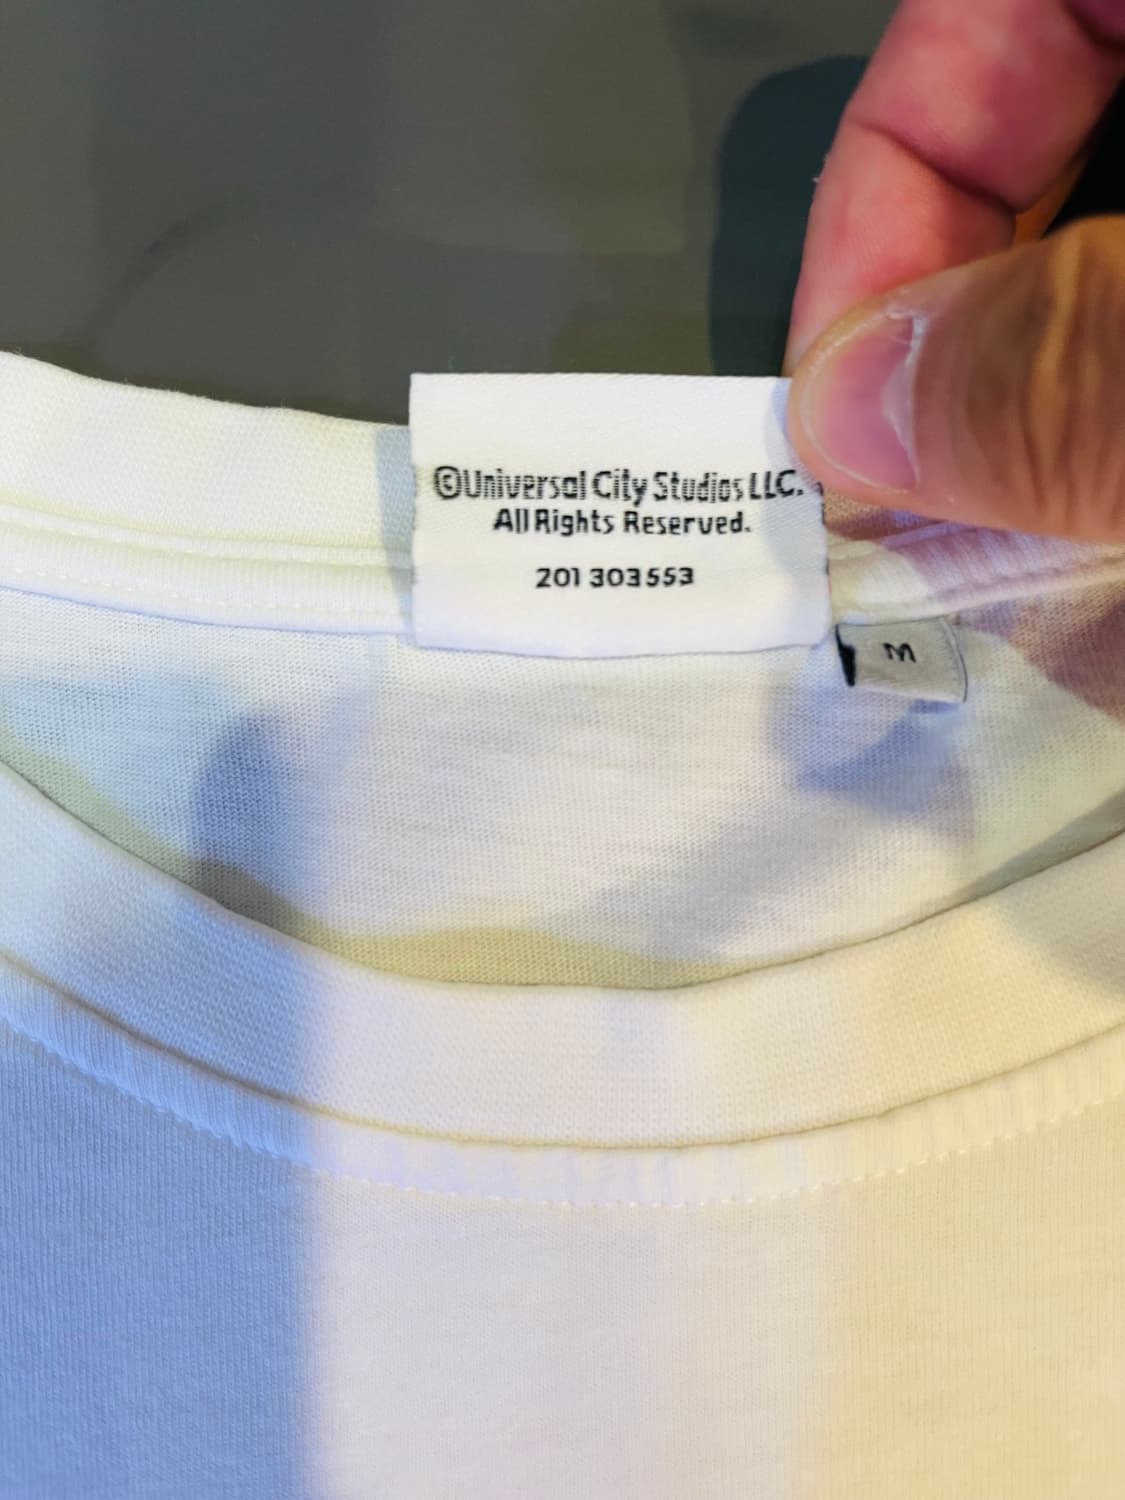 ©Universal City Studios LLC.
All Rights Reserved.
201 303553
M